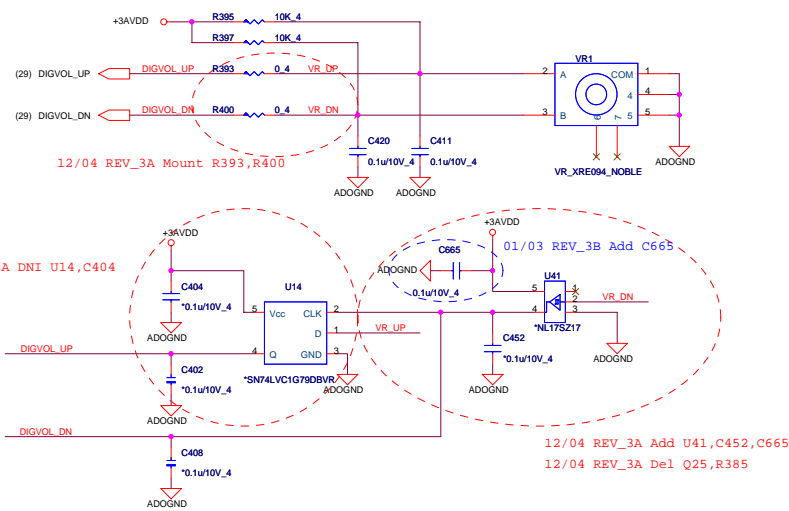 +3AVDD R395 10K_4
R397 10K_4
(29) DIGVOL_UP DIGVOL_UP R393 0_4 VR_UP
(29) DIGVOL_DN DIGVOL_DN R400 0_4 VR_DN
VR1
2 A COM 1
4 4
3 B 5 5
6 7
VR_XRE094_NOBLE
ADOGND
C420
0.1u/10V_4
C411
0.1u/10V_4
ADOGND ADOGND
12/04 REV_3A Mount R393,R400
+3AVDD
A DNI U14,C404
C404
*0.1u/10V_4
ADOGND
U14
5 Vcc CLK 2
D 1 VR_UP
4 Q GND 3
*SN74LVC1G79DBVR
ADOGND
DIGVOL_UP
C402
*0.1u/10V_4
ADOGND
DIGVOL_DN
C408
*0.1u/10V_4
ADOGND
+3AVDD
01/03 REV_3B Add C665
C665
ADOGND
0.1u/10V_4
U41
5 1
2 VR_DN
4 3
*NL17SZ17
C452
*0.1u/10V_4
ADOGND
ADOGND
12/04 REV_3A Add U41,C452,C665
12/04 REV_3A Del Q25,R385